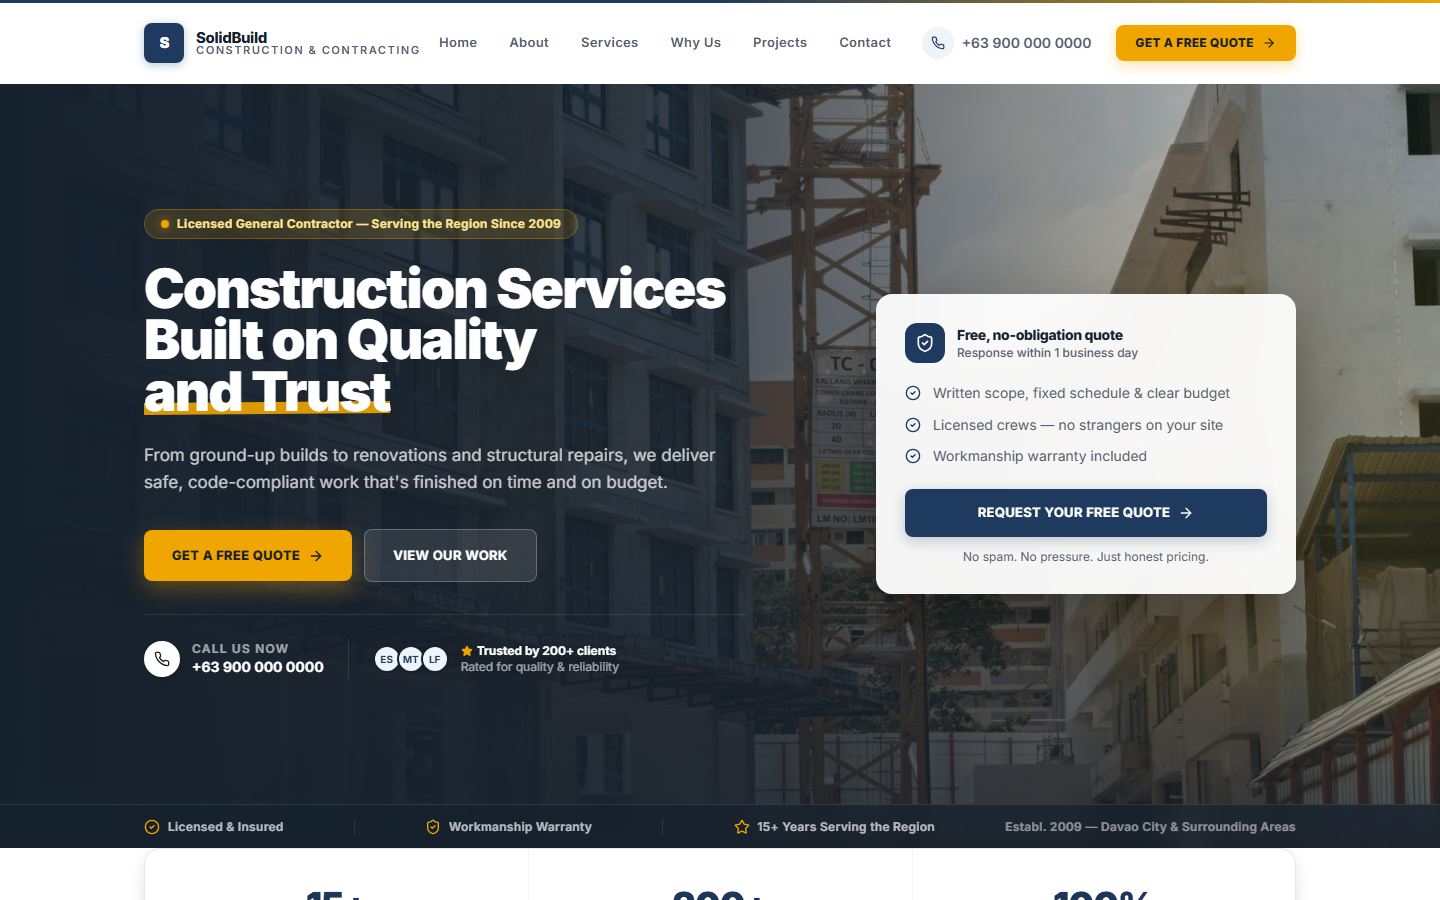 S
SolidBuild
CONSTRUCTION & CONTRACTING
Home
About
Services
Why Us
Projects
Contact
+63 900 000 0000
GET A FREE QUOTE
Licensed General Contractor — Serving the Region Since 2009
Construction Services
Built on Quality
and Trust
From ground-up builds to renovations and structural repairs, we deliver
safe, code-compliant work that's finished on time and on budget.
GET A FREE QUOTE
VIEW OUR WORK
CALL US NOW
+63 900 000 0000
ES
MT
LF
Trusted by 200+ clients
Rated for quality & reliability
TC -
RADIUS (M)
20
40
LM NO: LM10
Free, no-obligation quote
Response within 1 business day
Written scope, fixed schedule & clear budget
Licensed crews — no strangers on your site
Workmanship warranty included
REQUEST YOUR FREE QUOTE
No spam. No pressure. Just honest pricing.
Licensed & Insured
Workmanship Warranty
15+ Years Serving the Region
Establ. 2009 — Davao City & Surrounding Areas
15+
100%